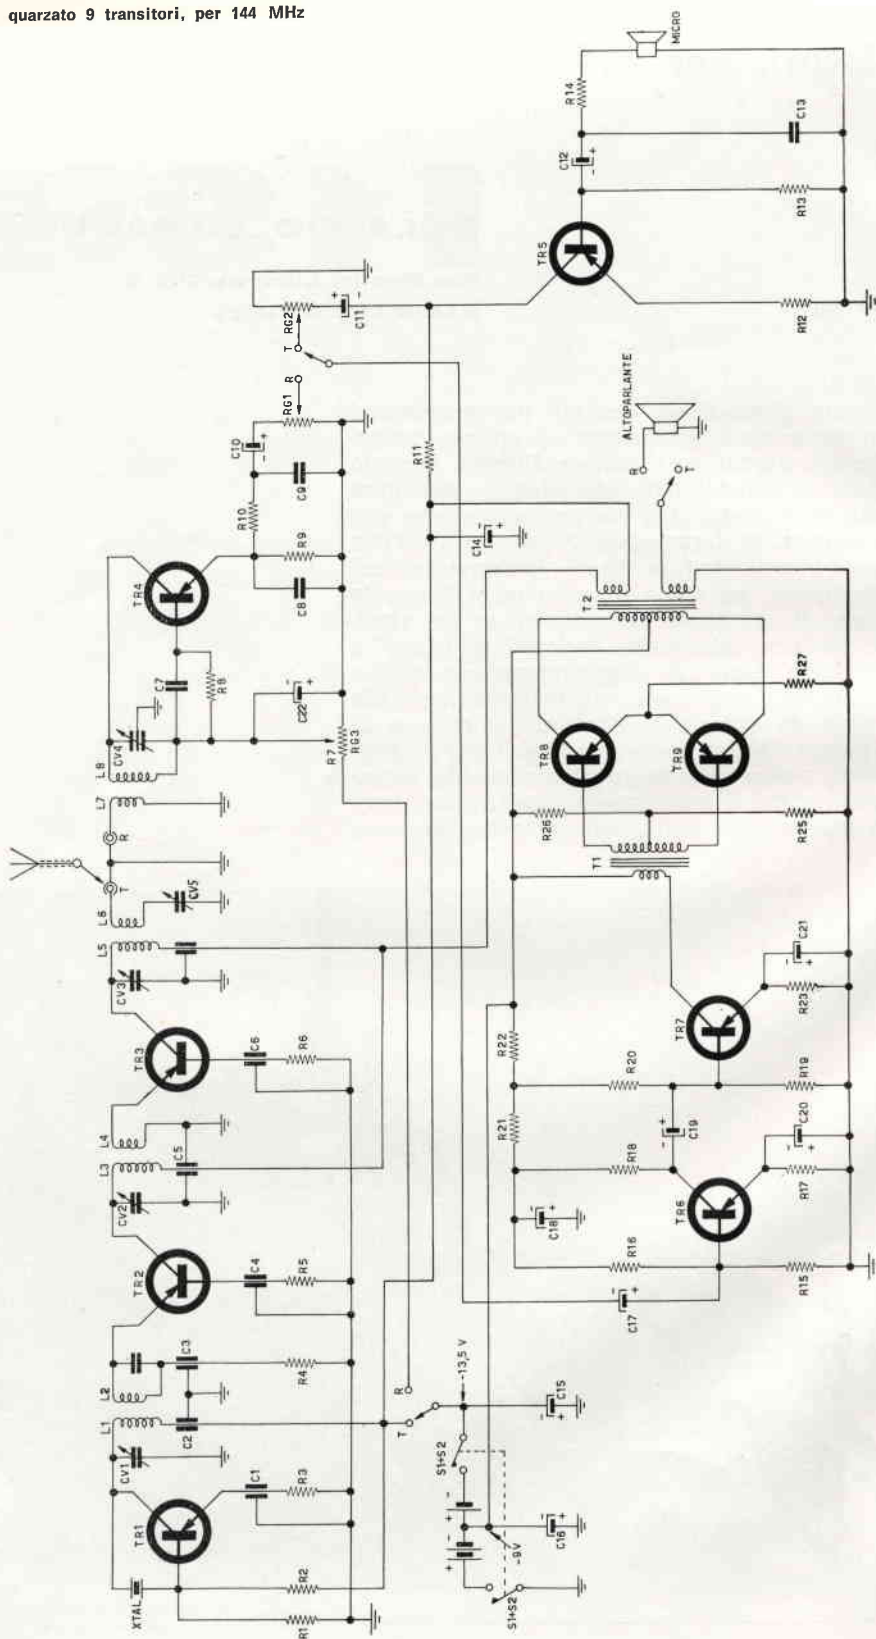 quarzato 9 transitori, per 144 MHz
MICRO
R14
C13
C12
- +
R13
TR5
R12
RG2
+ -
C11
T
R
RG1
C10
- +
C9
R10
R9
C8
TR4
C7
R8
CV4
L8
C22
- +
R7
RG3
R11
C14
-
ALTOPARLANTE
R
T
L7
R
T
L6
CV5
L5
CV3
TR3
C6
R6
L4
L3
C5
CV2
TR2
C4
R5
L2
C3
R4
L1
C2
CV1
TR1
C1
R3
XTAL
R2
R1
T2
R27
TR8
TR9
R26
T1
R25
C21
- +
R23
TR7
R22
R20
R19
R21
C19
- +
C20
- +
R18
R17
TR6
C18
-
R16
R15
C17
- +
R
T
-13,5 V
C15
- +
S1+S2
+ -
+ -
-9V
C16
- +
S1+S2